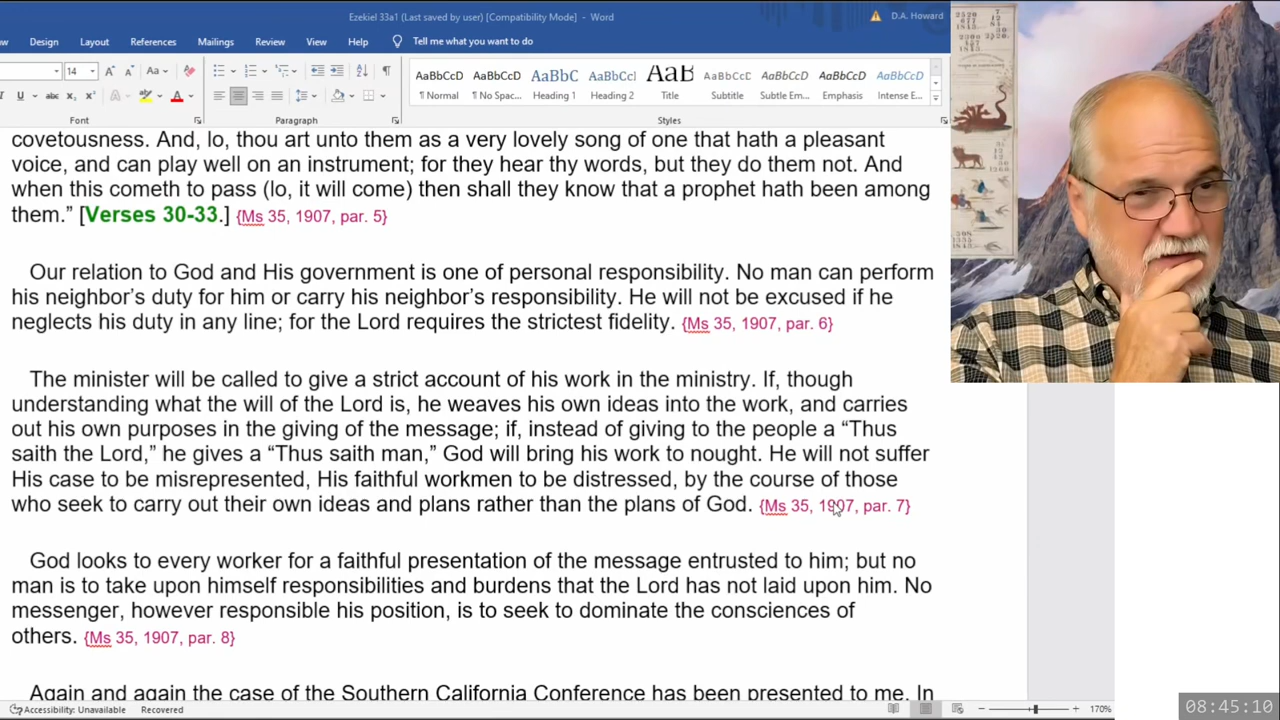 Ezekiel 33a1 (Last saved by user) [Compatibility Mode] - Word
D.A. Howard
Design Layout References Mailings Review View Help Tell me what you want to do
14 Aa
AaBbCcD AaBbCcD AaBbC AaBbCcI AaB AaBbCcD AaBbCcD AaBbCcD AaBbCcD
¶ Normal ¶ No Spac... Heading 1 Heading 2 Title Subtitle Subtle Em... Emphasis Intense E...
Font Paragraph Styles
covetousness. And, lo, thou art unto them as a very lovely song of one that hath a pleasant
voice, and can play well on an instrument; for they hear thy words, but they do them not. And
when this cometh to pass (lo, it will come) then shall they know that a prophet hath been among
them.” [Verses 30-33.] {Ms 35, 1907, par. 5}
Our relation to God and His government is one of personal responsibility. No man can perform
his neighbor’s duty for him or carry his neighbor’s responsibility. He will not be excused if he
neglects his duty in any line; for the Lord requires the strictest fidelity. {Ms 35, 1907, par. 6}
The minister will be called to give a strict account of his work in the ministry. If, though
understanding what the will of the Lord is, he weaves his own ideas into the work, and carries
out his own purposes in the giving of the message; if, instead of giving to the people a “Thus
saith the Lord,” he gives a “Thus saith man,” God will bring his work to nought. He will not suffer
His case to be misrepresented, His faithful workmen to be distressed, by the course of those
who seek to carry out their own ideas and plans rather than the plans of God. {Ms 35, 1907, par. 7}
God looks to every worker for a faithful presentation of the message entrusted to him; but no
man is to take upon himself responsibilities and burdens that the Lord has not laid upon him. No
messenger, however responsible his position, is to seek to dominate the consciences of
others. {Ms 35, 1907, par. 8}
Again and again the case of the Southern California Conference has been presented to me. In
Accessibility: Unavailable Recovered
170%
08:45:10